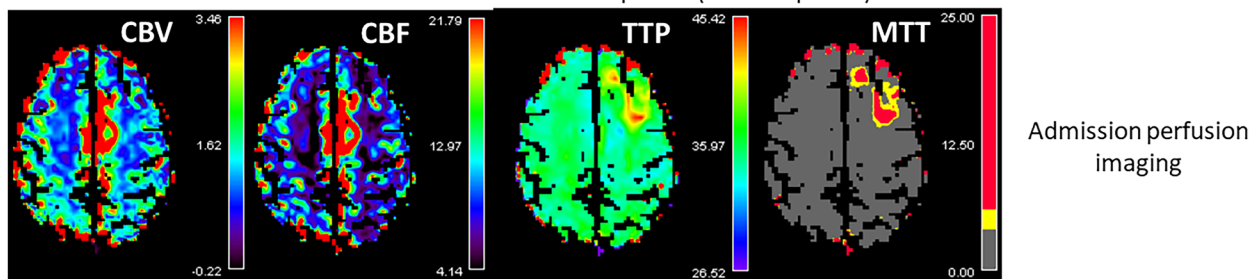 CBV
3.46
1.62
-0.22
CBF
21.79
12.97
4.14
TTP
45.42
35.97
26.52
MTT
25.00
12.50
0.00
Admission perfusion
imaging